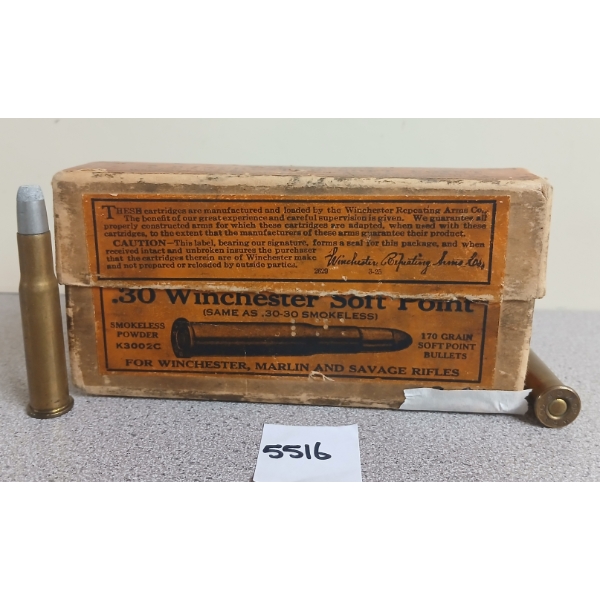 THESE cartridges are manufactured and loaded by the Winchester Repeating Arms Co.,
The benefit of our great experience and careful supervision is given. We guarantee all
properly constructed arms for which these cartridges are adapted, when used with these
cartridges, to the extent that the manufacturers of these arms guarantee their product.
CAUTION—This label, bearing our signature, forms a seal for this package, and when
received intact and unbroken insures the purchaser
that the cartridges therein are of Winchester make
and not prepared or reloaded by outside parties.
Winchester Repeating Arms Co.
3-25
.30 Winchester Soft Point
(SAME AS .30-30 SMOKELESS)
SMOKELESS
POWDER
K3002C
170 GRAIN
SOFT POINT
BULLETS
FOR WINCHESTER, MARLIN AND SAVAGE RIFLES
5516